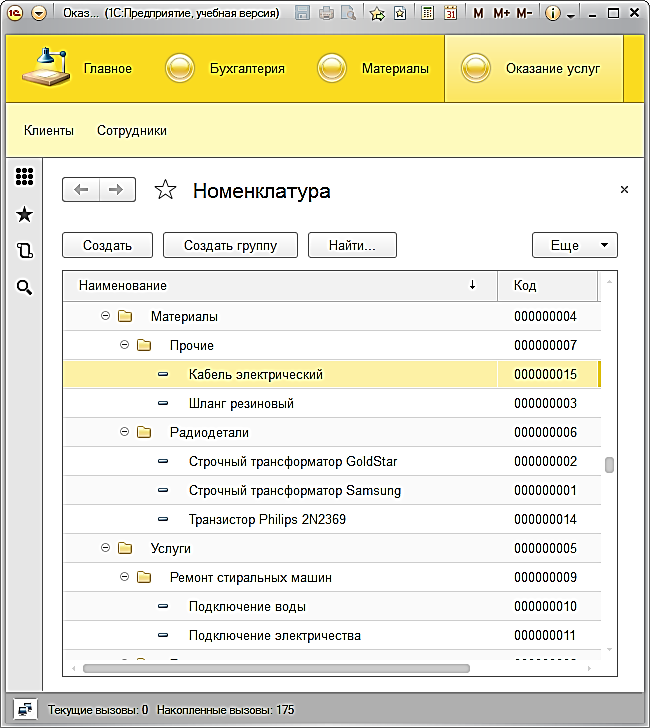 Оказ... (1С:Предприятие, учебная версия) M M+ M-
Главное Бухгалтерия Материалы Оказание услуг
Клиенты Сотрудники
Номенклатура
Создать Создать группу Найти... Еще
Наименование Код
Материалы 000000004
Прочие 000000007
Кабель электрический 000000015
Шланг резиновый 000000003
Радиодетали 000000006
Строчный трансформатор GoldStar 000000002
Строчный трансформатор Samsung 000000001
Транзистор Philips 2N2369 000000014
Услуги 000000005
Ремонт стиральных машин 000000009
Подключение воды 000000010
Подключение электричества 000000011
Текущие вызовы: 0 Накопленные вызовы: 175